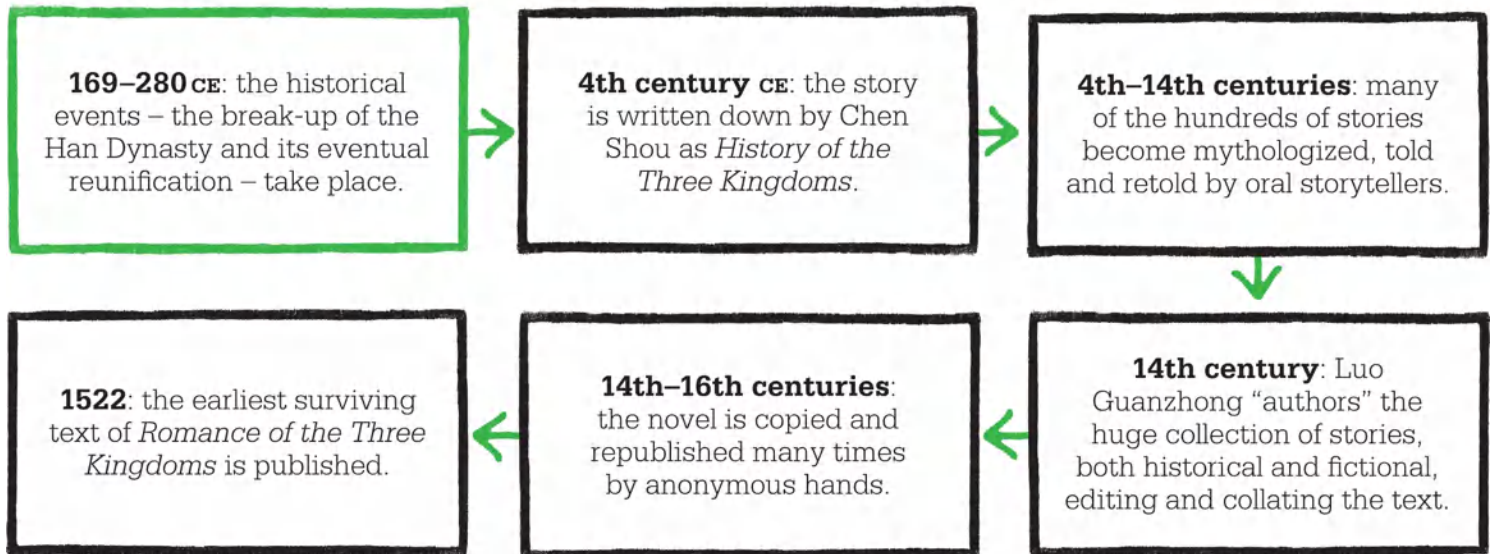 169–280 CE: the historical
events – the break-up of the
Han Dynasty and its eventual
reunification – take place.
4th century CE: the story
is written down by Chen
Shou as History of the
Three Kingdoms.
4th–14th centuries: many
of the hundreds of stories
become mythologized, told
and retold by oral storytellers.
14th century: Luo
Guanzhong “authors” the
huge collection of stories,
both historical and fictional,
editing and collating the text.
14th–16th centuries:
the novel is copied and
republished many times
by anonymous hands.
1522: the earliest surviving
text of Romance of the Three
Kingdoms is published.